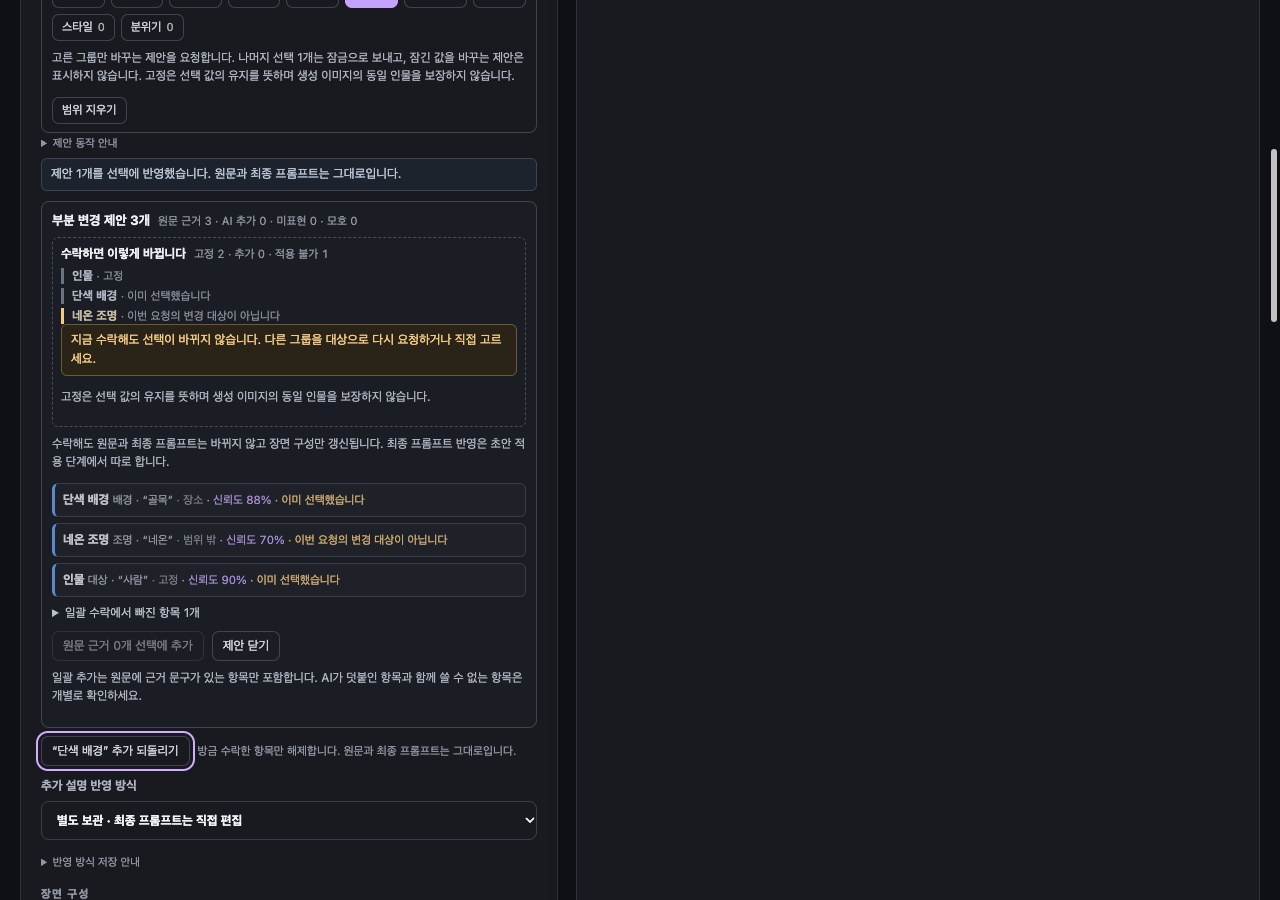 스타일 0 분위기 0
고른 그룹만 바꾸는 제안을 요청합니다. 나머지 선택 1개는 잠금으로 보내고, 잠긴 값을 바꾸는 제안은
표시하지 않습니다. 고정은 선택 값의 유지를 뜻하며 생성 이미지의 동일 인물을 보장하지 않습니다.
범위 지우기
▶ 제안 동작 안내
제안 1개를 선택에 반영했습니다. 원문과 최종 프롬프트는 그대로입니다.
부분 변경 제안 3개 원문 근거 3 · AI 추가 0 · 미표현 0 · 모호 0
수락하면 이렇게 바뀝니다 고정 2 · 추가 0 · 적용 불가 1
인물 · 고정
단색 배경 · 이미 선택했습니다
네온 조명 · 이번 요청의 변경 대상이 아닙니다
지금 수락해도 선택이 바뀌지 않습니다. 다른 그룹을 대상으로 다시 요청하거나 직접 고르
세요.
고정은 선택 값의 유지를 뜻하며 생성 이미지의 동일 인물을 보장하지 않습니다.
수락해도 원문과 최종 프롬프트는 바뀌지 않고 장면 구성만 갱신됩니다. 최종 프롬프트 반영은 초안 적
용 단계에서 따로 합니다.
단색 배경 배경 · “골목” · 장소 · 신뢰도 88% · 이미 선택했습니다
네온 조명 조명 · “네온” · 범위 밖 · 신뢰도 70% · 이번 요청의 변경 대상이 아닙니다
인물 대상 · “사람” · 고정 · 신뢰도 90% · 이미 선택했습니다
▶ 일괄 수락에서 빠진 항목 1개
원문 근거 0개 선택에 추가 제안 닫기
일괄 추가는 원문에 근거 문구가 있는 항목만 포함합니다. AI가 덧붙인 항목과 함께 쓸 수 없는 항목은
개별로 확인하세요.
“단색 배경” 추가 되돌리기 방금 수락한 항목만 해제합니다. 원문과 최종 프롬프트는 그대로입니다.
추가 설명 반영 방식
별도 보관 · 최종 프롬프트는 직접 편집
▶ 반영 방식 저장 안내
장면 구성